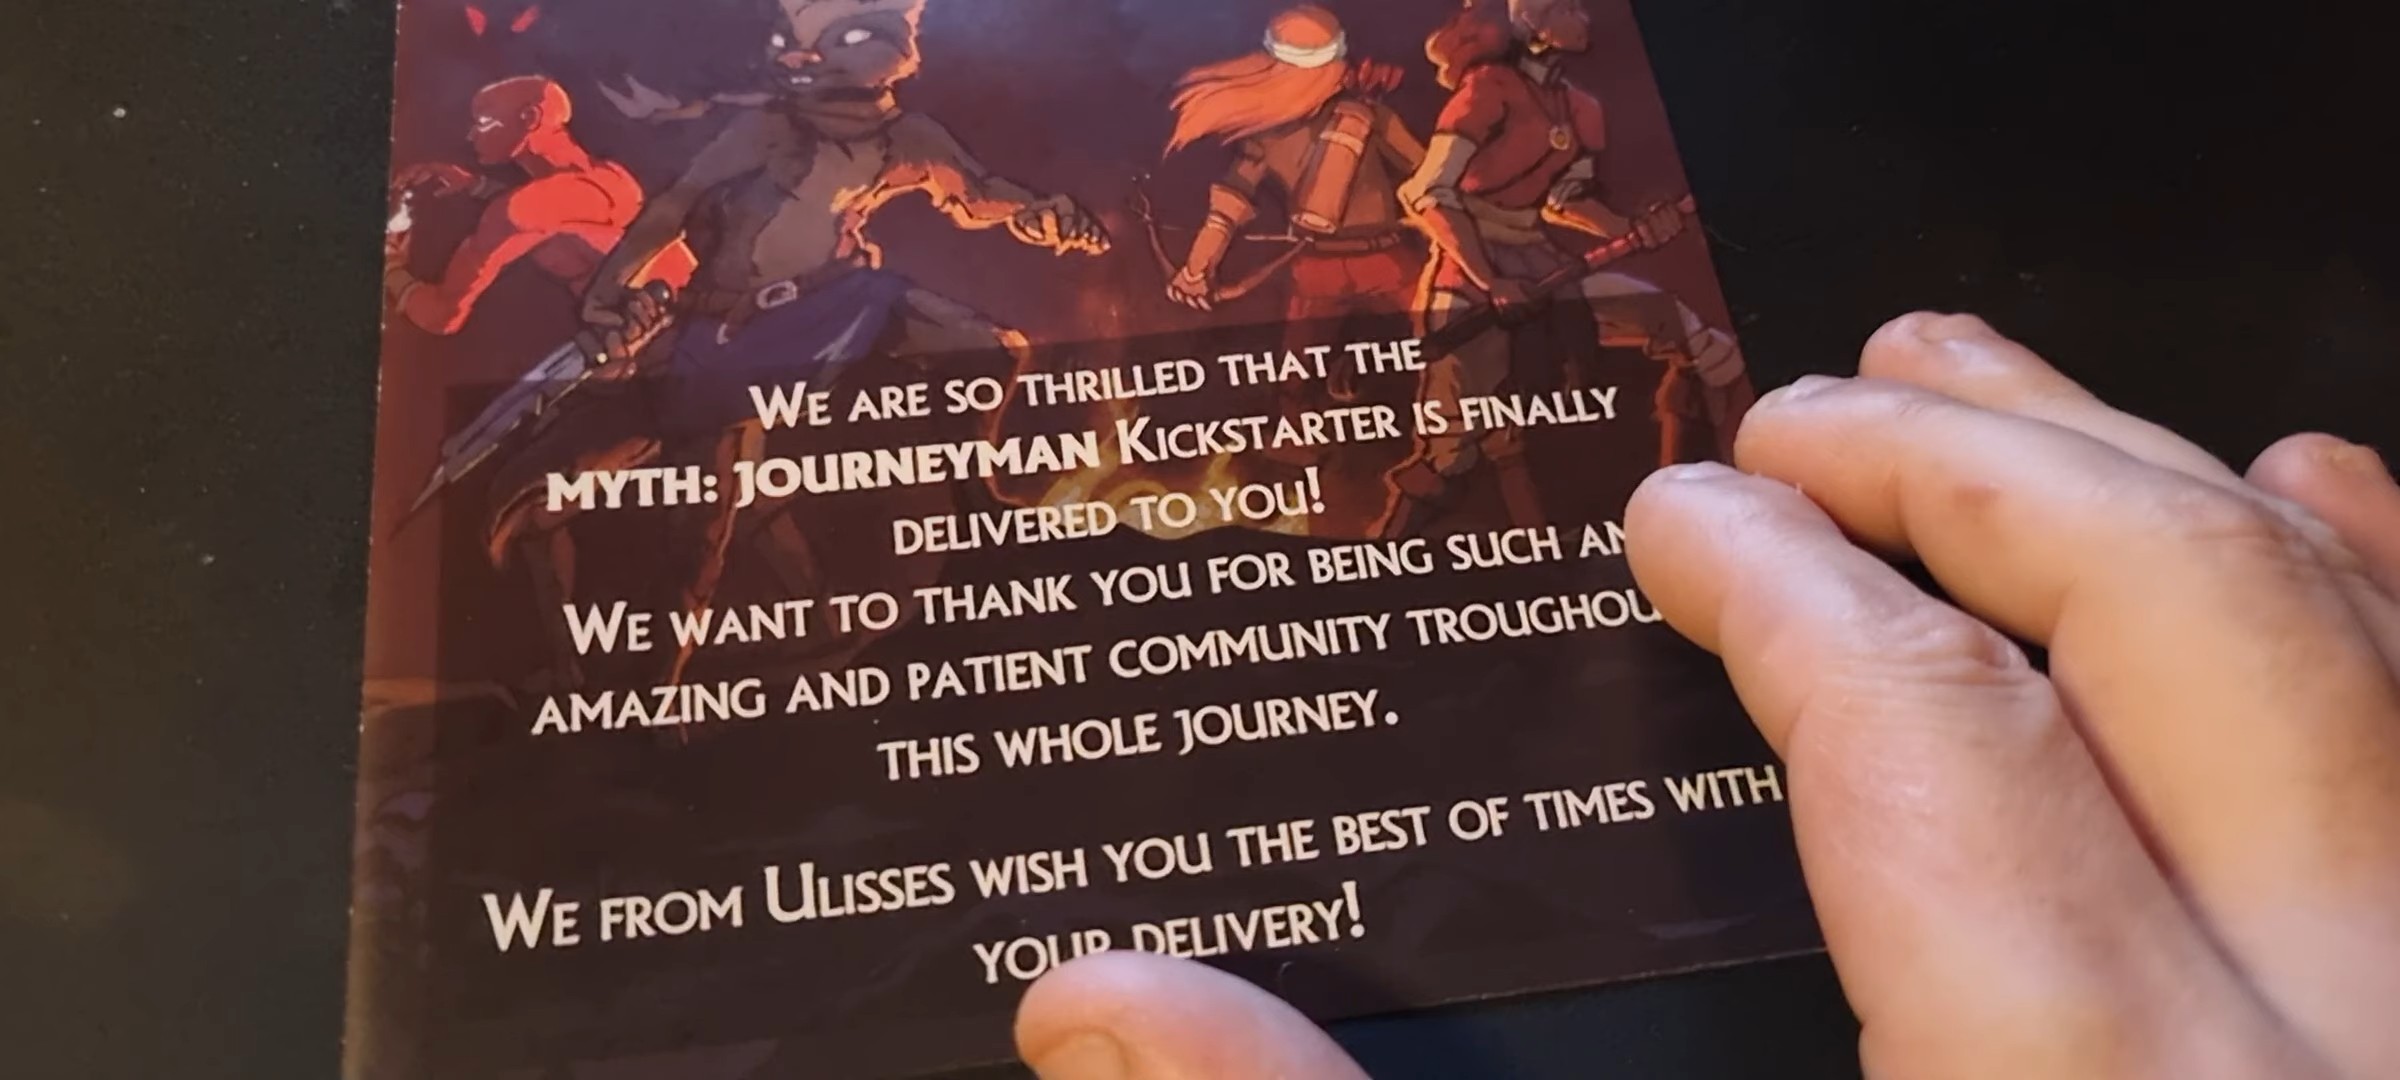 We are so thrilled that the
Myth: Journeyman Kickstarter is finally
delivered to you!
We want to thank you for being such an
amazing and patient community troughou
this whole journey.
We from Ulisses wish you the best of times with
your delivery!